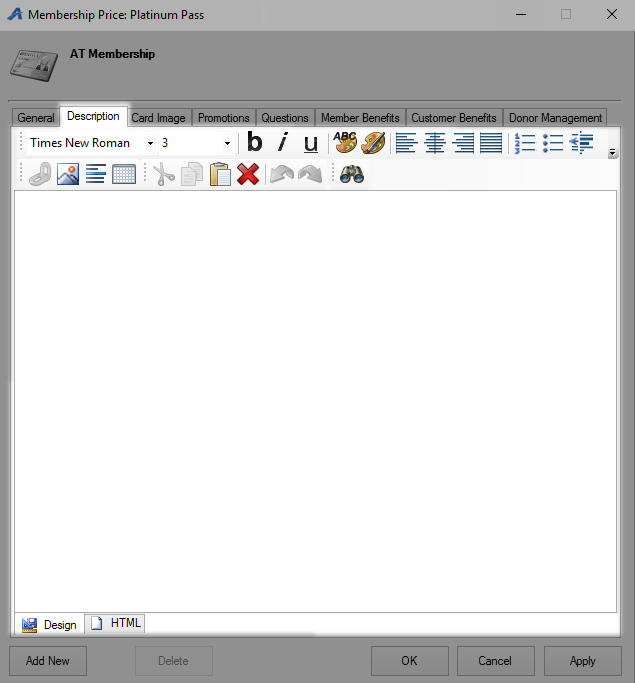 Membership Price: Platinum Pass
AT Membership
General Description Card Image Promotions Questions Member Benefits Customer Benefits Donor Management
Times New Roman 3 b i u ABC
Design HTML
Add New Delete OK Cancel Apply